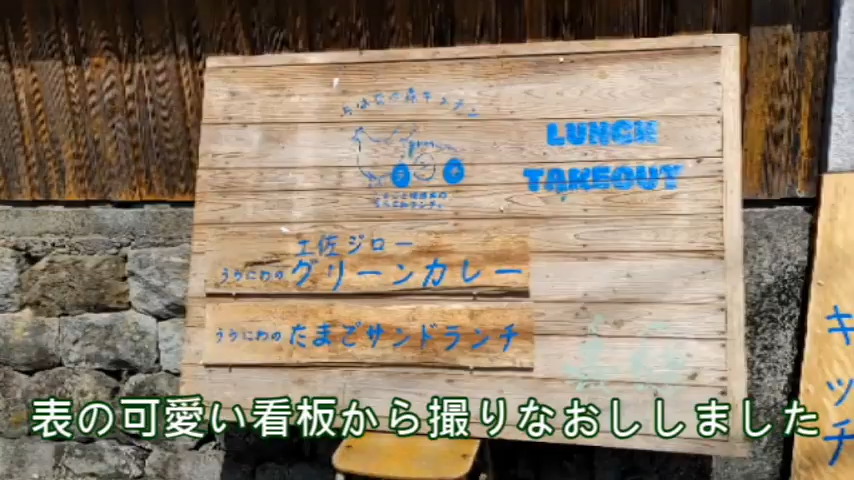 LUNCH
TAKEOUT
土佐ジロー
うらにわの グリーンカレー
うらにわの たまごサンドランチ
キッチ
表の可愛い看板から撮りなおししました